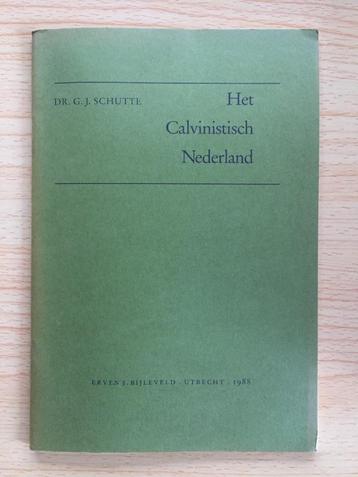 DR. G. J. SCHUTTE
Het
Calvinistisch
Nederland
ERVEN J. BIJLEVELD · UTRECHT · 1988